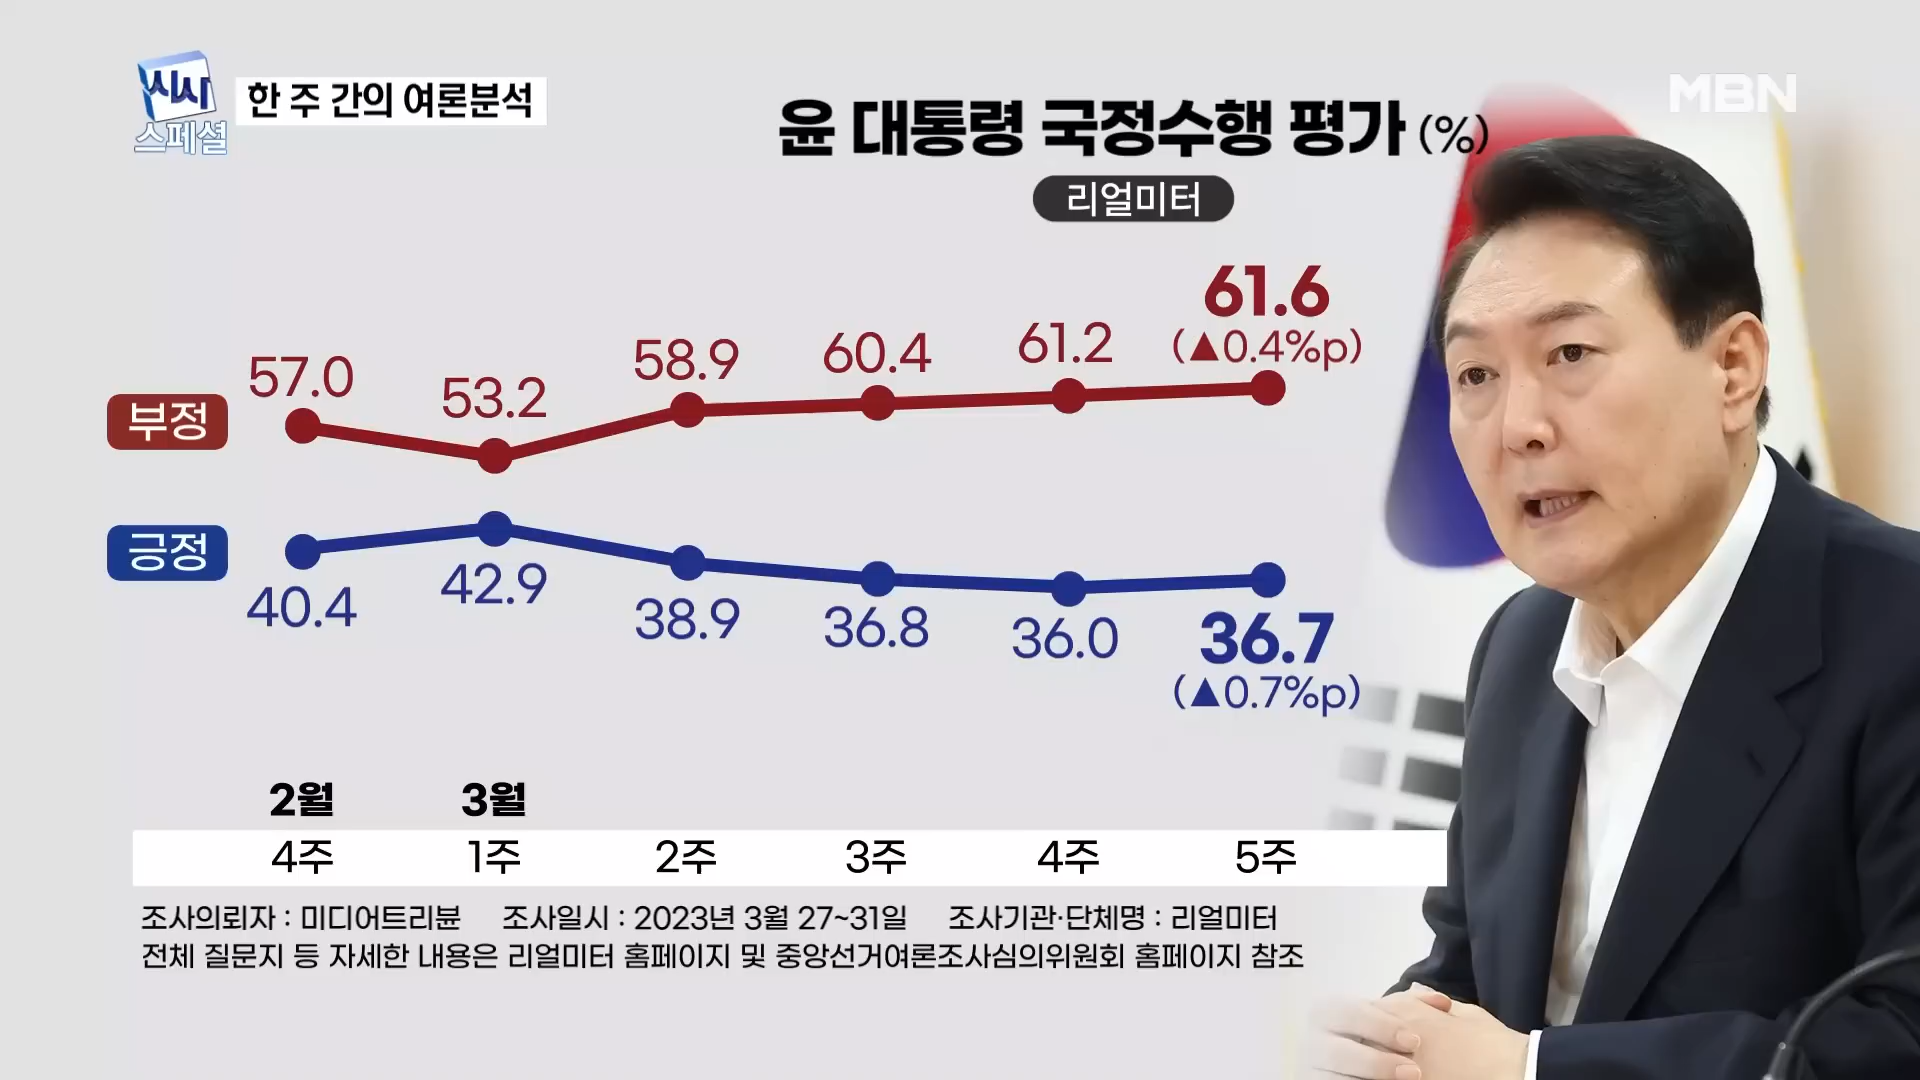 시사
스페셜
한 주 간의 여론분석
MBN
윤 대통령 국정수행 평가 (%)
리얼미터
부정
57.0 53.2 58.9 60.4 61.2 61.6
(▲0.4%p)
긍정
40.4 42.9 38.9 36.8 36.0 36.7
(▲0.7%p)
2월 3월
4주 1주 2주 3주 4주 5주
조사의뢰자 : 미디어트리뷴 조사일시 : 2023년 3월 27~31일 조사기관·단체명 : 리얼미터
전체 질문지 등 자세한 내용은 리얼미터 홈페이지 및 중앙선거여론조사심의위원회 홈페이지 참조